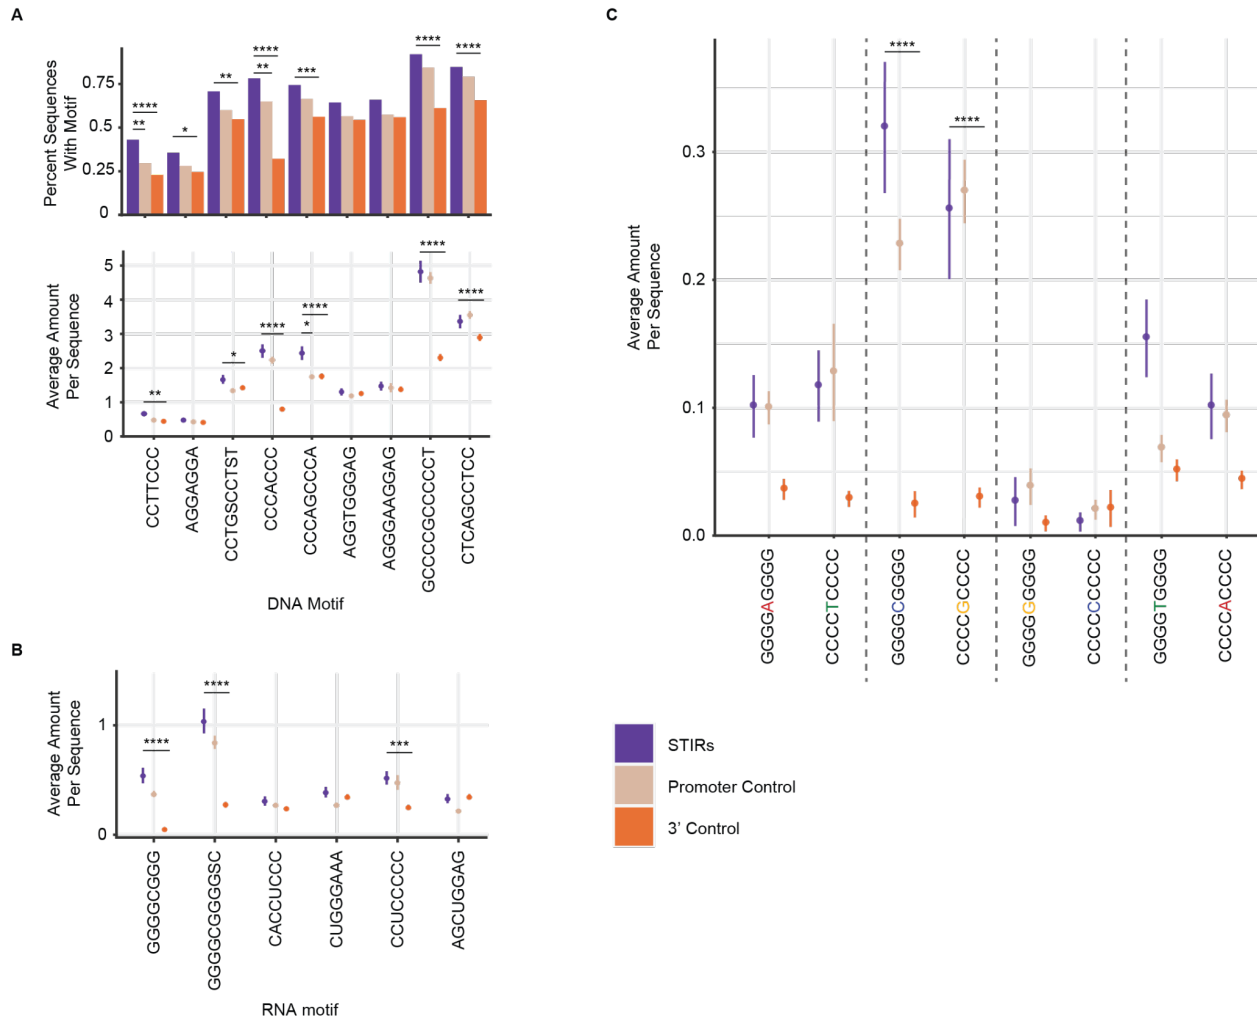 A
Percent Sequences
With Motif
0.75
0.5
0.25
0
****
**
*
**
****
**
***
****
****
Average Amount
Per Sequence
5
4
3
2
1
0
**
*
****
****
*
****
****
CCTTCCC
AGGAGGA
CCTGSCCTST
CCCACCC
CCCAGCCCA
AGGTGGGAG
AGGGAAGGAG
GCCCCGCCCCCT
CTCAGCCTCC
DNA Motif
B
Average Amount
Per Sequence
1
0
****
****
***
GGGGCGGG
GGGGCGGGGSC
CACCUCCC
CUGGGAAA
CCUCCCC
AGCUGGAG
RNA motif
C
Average Amount
Per Sequence
0.3
0.2
0.1
0.0
****
****
GGGGAGGGG
CCCCTCCCC
GGGGCGGGG
CCCCGCCCC
GGGGGGGGG
CCCCCCCCC
GGGGTGGGG
CCCCACCCC
STIRs
Promoter Control
3' Control